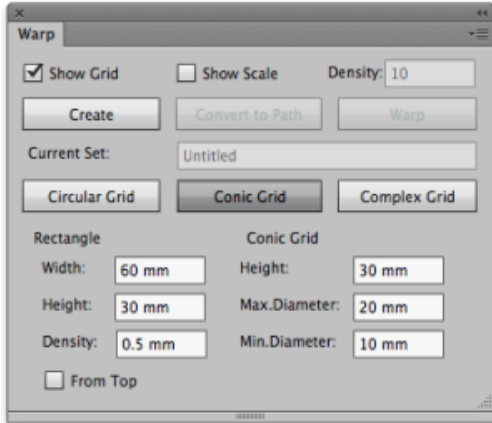 Warp
Show Grid Show Scale Density: 10
Create Convert to Path Warp
Current Set: Untitled
Circular Grid Conic Grid Complex Grid
Rectangle Conic Grid
Width: 60 mm Height: 30 mm
Height: 30 mm Max.Diameter: 20 mm
Density: 0.5 mm Min.Diameter: 10 mm
From Top